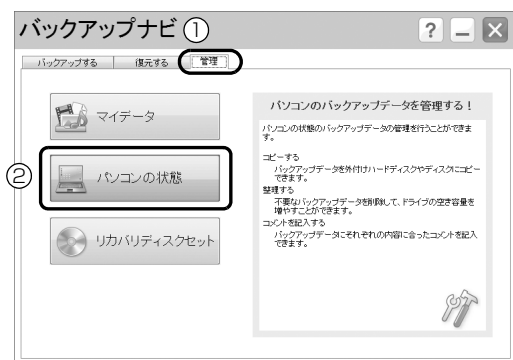 バックアップナビ ①
? − ×
バックアップする 復元する 管理
マイデータ
② パソコンの状態
リカバリディスクセット
パソコンのバックアップデータを管理する！
パソコンの状態のバックアップデータの管理を行うことができま
す。
コピーする
バックアップデータを外付けハードディスクやディスクにコピー
できます。
整理する
不要なバックアップデータを削除して、ドライブの空き容量を
増やすことができます。
コメントを記入する
バックアップデータにそれぞれの内容に合ったコメントを記入
できます。